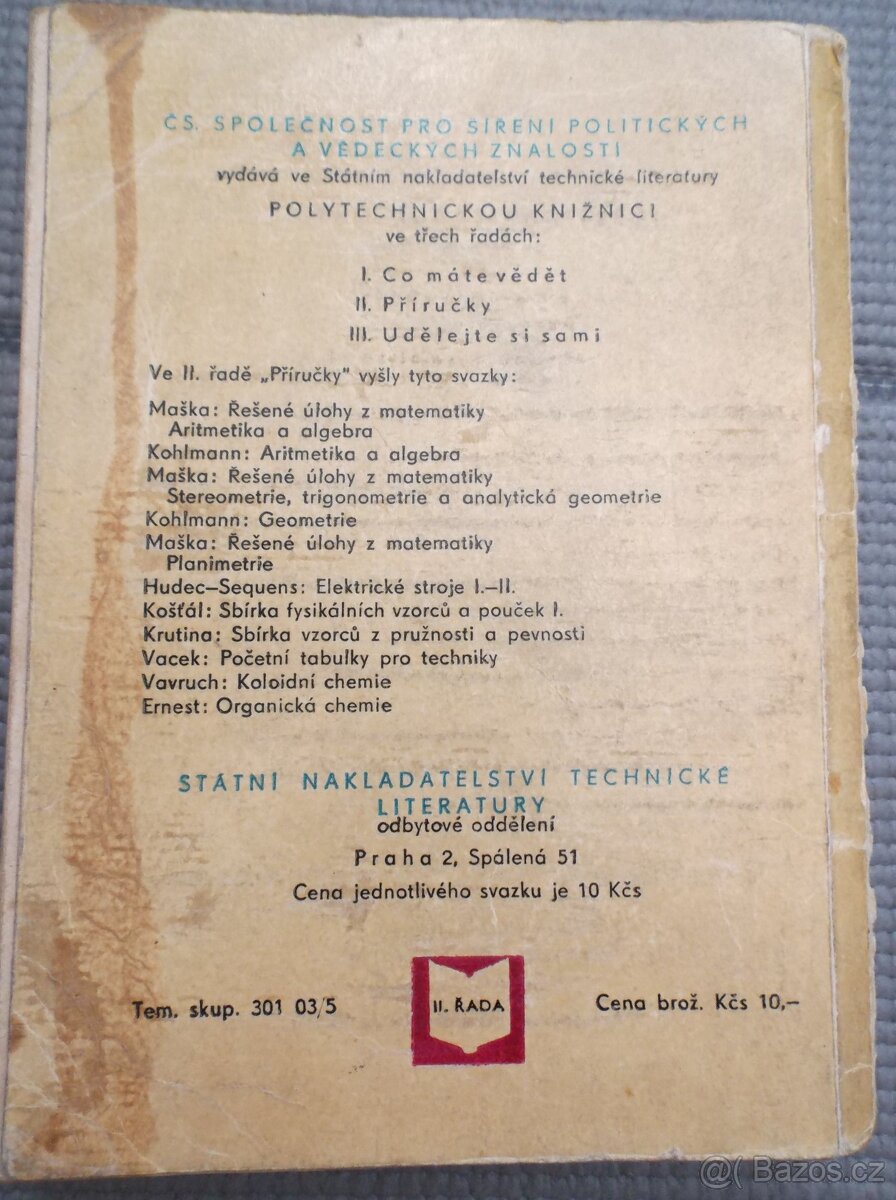 ČS. SPOLEČNOST PRO ŠÍŘENÍ POLITICKÝCH
A VĚDECKÝCH ZNALOSTÍ
vydává ve Státním nakladatelství technické literatury
POLYTECHNICKOU KNIŽNICI
ve třech řadách:
I. Co máte vědět
II. Příručky
III. Udělejte si sami
Ve II. řadě „Příručky" vyšly tyto svazky:
Maška: Řešené úlohy z matematiky
Aritmetika a algebra
Kohlmann: Aritmetika a algebra
Maška: Řešené úlohy z matematiky
Stereometrie, trigonometrie a analytická geometrie
Kohlmann: Geometrie
Maška: Řešené úlohy z matematiky
Planimetrie
Hudec—Sequens: Elektrické stroje I.—II.
Košťál: Sbírka fysikálních vzorců a pouček I.
Krutina: Sbírka vzorců z pružnosti a pevnosti
Vacek: Početní tabulky pro techniky
Vavruch: Koloidní chemie
Ernest: Organická chemie
STÁTNÍ NAKLADATELSTVÍ TECHNICKÉ
LITERATURY
odbytové oddělení
Praha 2, Spálená 51
Cena jednotlivého svazku je 10 Kčs
Tem. skup. 301 03/5
II. ŘADA
Cena brož. Kčs 10,—
@( Bazos.cz